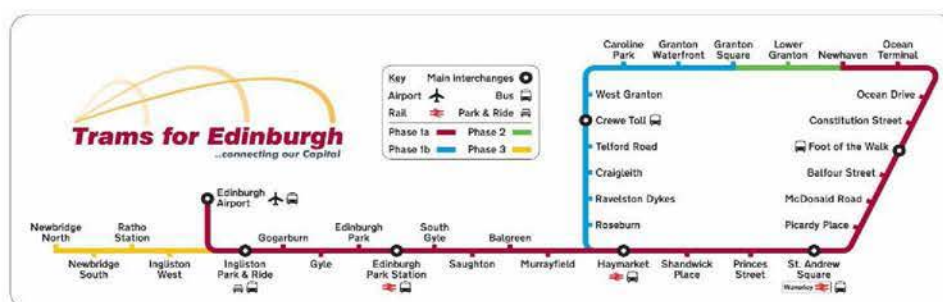 Trams for Edinburgh
...connecting our Capital
Key Main interchanges
Airport Bus
Rail Park & Ride
Phase 1a Phase 2
Phase 1b Phase 3
Caroline
Park
Granton
Waterfront
Granton
Square
Lower
Granton
Newhaven
Ocean
Terminal
West Granton
Crewe Toll
Telford Road
Craigleith
Ravelston Dykes
Roseburn
Ocean Drive
Constitution Street
Foot of the Walk
Balfour Street
McDonald Road
Picardy Place
Edinburgh
Airport
Newbridge
North
Ratho
Station
Gogarburn
Edinburgh
Park
South
Gyle
Balgreen
Newbridge
South
Ingliston
West
Ingliston
Park & Ride
Gyle
Edinburgh
Park Station
Saughton
Murrayfield
Haymarket
Shandwick
Place
Princes
Street
St. Andrew
Square
Waverley